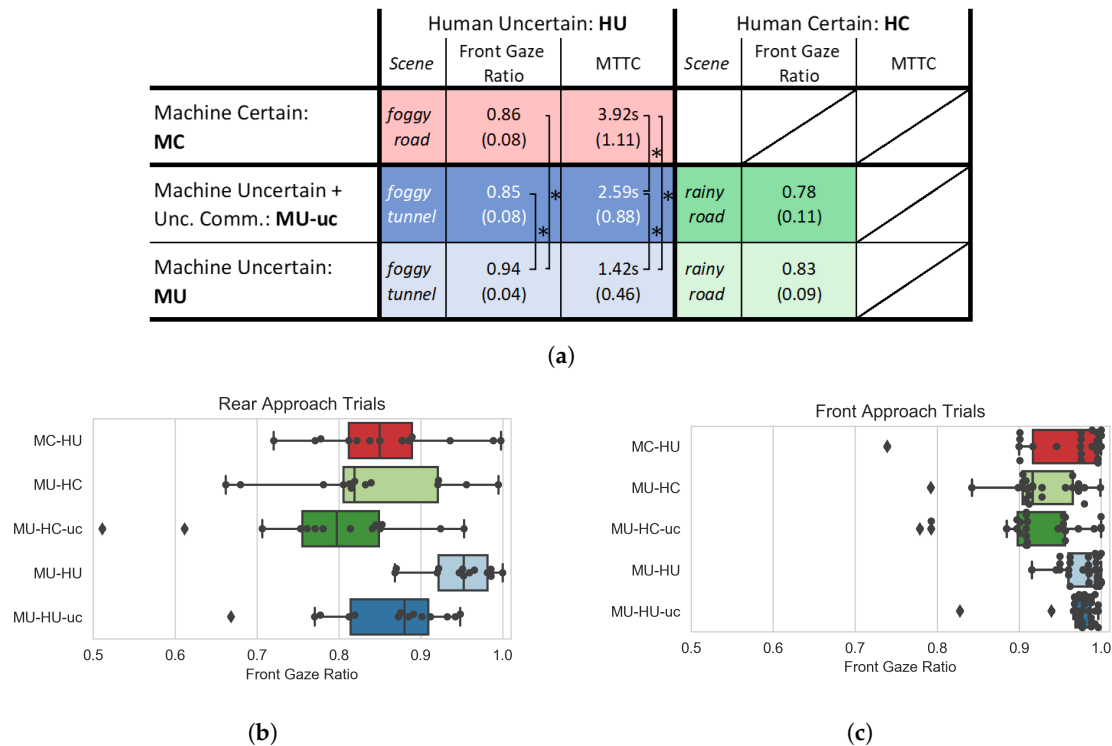 (a)
Human Uncertain: HU Human Certain: HC
Scene Front Gaze Ratio MTTC Scene Front Gaze Ratio MTTC
Machine Certain: MC foggy road 0.86 (0.08) 3.92s (1.11)
*
*
Machine Uncertain + Unc. Comm.: MU-uc foggy tunnel 0.85 (0.08) 2.59s (0.88) rainy road 0.78 (0.11)
* *
* *
Machine Uncertain: MU foggy tunnel 0.94 (0.04) 1.42s (0.46) rainy road 0.83 (0.09)
(a)
Rear Approach Trials
MC-HU
MU-HC
MU-HC-uc
MU-HU
MU-HU-uc
0.5 0.6 0.7 0.8 0.9 1.0
Front Gaze Ratio
(b)
Front Approach Trials
MC-HU
MU-HC
MU-HC-uc
MU-HU
MU-HU-uc
0.5 0.6 0.7 0.8 0.9 1.0
Front Gaze Ratio
(c)